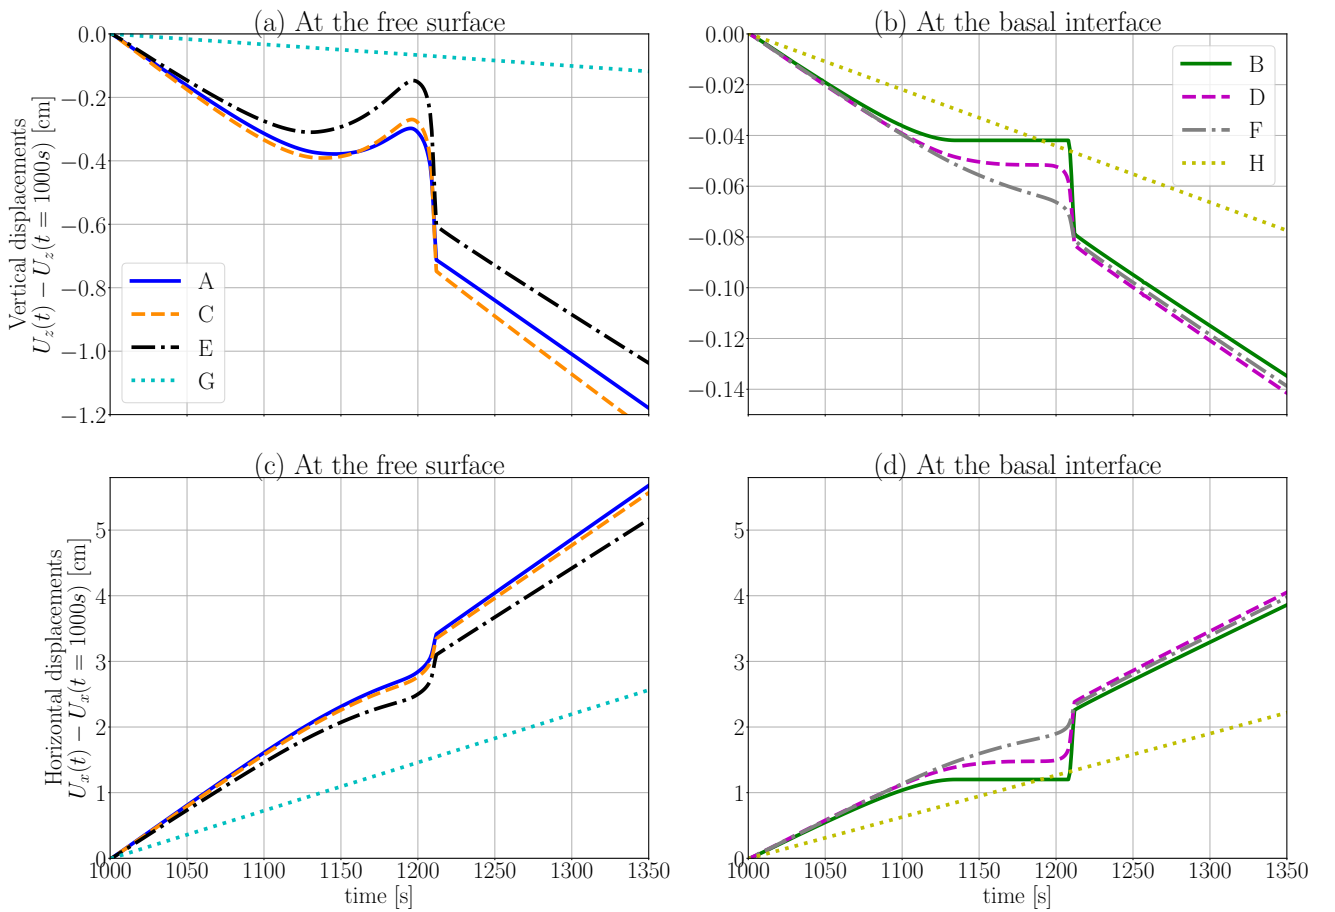 (a) At the free surface
(b) At the basal interface
Vertical displacements
U_z(t) − U_z(t = 1000s) [cm]
0.0
−0.2
−0.4
−0.6
−0.8
−1.0
−1.2
A
C
E
G
0.00
−0.02
−0.04
−0.06
−0.08
−0.10
−0.12
−0.14
B
D
F
H
(c) At the free surface
(d) At the basal interface
Horizontal displacements
U_x(t) − U_x(t = 1000s) [cm]
5
4
3
2
1
0
1000 1050 1100 1150 1200 1250 1300 1350
time [s]
5
4
3
2
1
0
1000 1050 1100 1150 1200 1250 1300 1350
time [s]